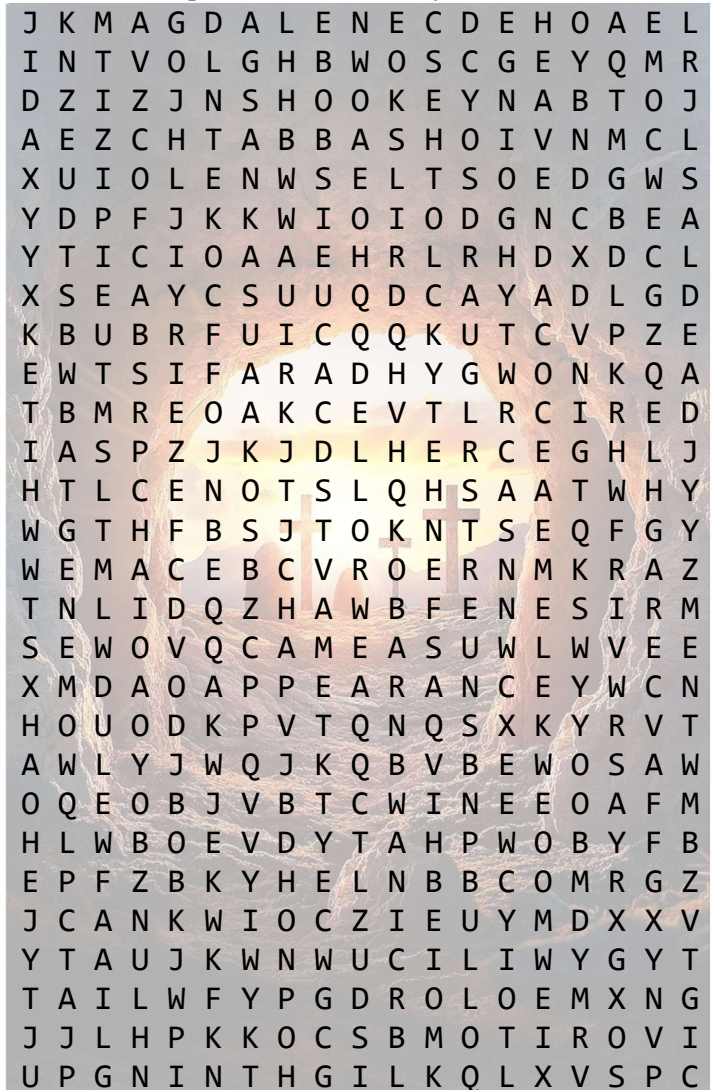 J K M A G D A L E N E C D E H O A E L
I N T V O L G H B W O S C G E Y Q M R
D Z I Z J N S H O O K E Y N A B T O J
A E Z C H T A B B A S H O I V N M C L
X U I O L E N W S E L T S O E D G W S
Y D P F J K K W I O I O D G N C B E A
Y T I C I O A A E H R L R H D X D C L
X S E A Y C S U U Q D C A Y A D L G D
K B U B R F U I C Q Q K U T C V P Z E
E W T S I F A R A D H Y G W O N K Q A
T B M R E O A K C E V T L R C I R E D
I A S P Z J K J D L H E R C E G H L J
H T L C E N O T S L Q H S A A T W H Y
W G T H F B S J T O K N T S E Q F G Y
W E M A C E B C V R O E R N M K R A Z
T N L I D Q Z H A W B F E N E S I R M
S E W O V Q C A M E A S U W L W V E E
X M D A O A P P E A R A N C E Y W C N
H O U O D K P V T Q N Q S X K Y R V T
A W L Y J W Q J K Q B V B E W O S A W
O Q E O B J V B T C W I N E E O A F M
H L W B O E V D Y T A H P W O B Y F B
E P F Z B K Y H E L N B B C O M R G Z
J C A N K W I O C Z I E U Y M D X X V
Y T A U J K W N W U C I L I W Y G Y T
T A I L W F Y P G D R O L O E M X N G
J J L H P K K O C S B M O T I R O V I
U P G N I N T H G I L K Q L X V S P C